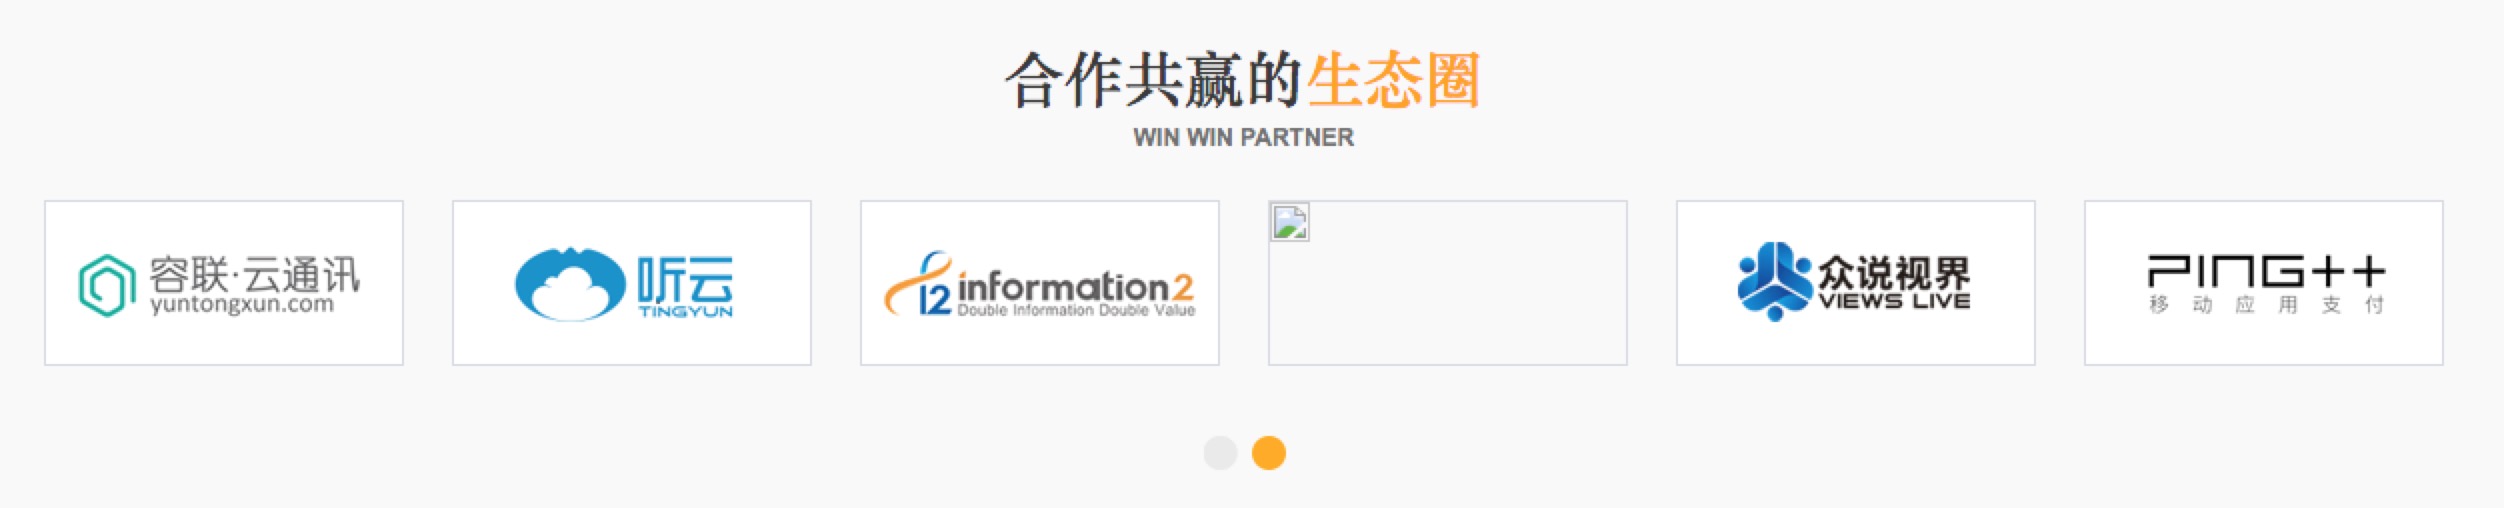 合作共赢的生态圈
WIN WIN PARTNER
容联·云通讯
yuntongxun.com
听云
TINGYUN
i2 information2
Double Information Double Value
众说视界
VIEWS LIVE
PING++
移动应用支付